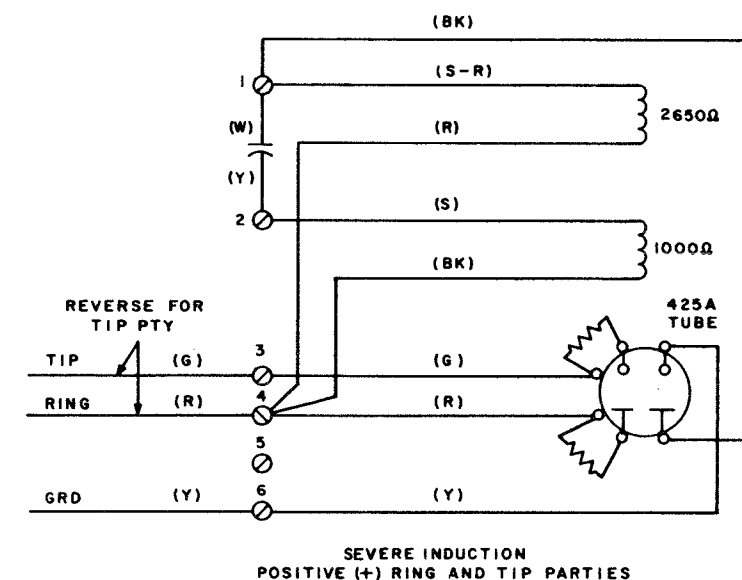 (BK)
1
(S-R)
2650Ω
(W)
(R)
(Y)
2
(S)
1000Ω
(BK)
REVERSE FOR
TIP PTY
425A
TUBE
TIP
(G)
3
(G)
RING
(R)
4
(R)
5
GRD
(Y)
6
(Y)
SEVERE INDUCTION
POSITIVE (+) RING AND TIP PARTIES